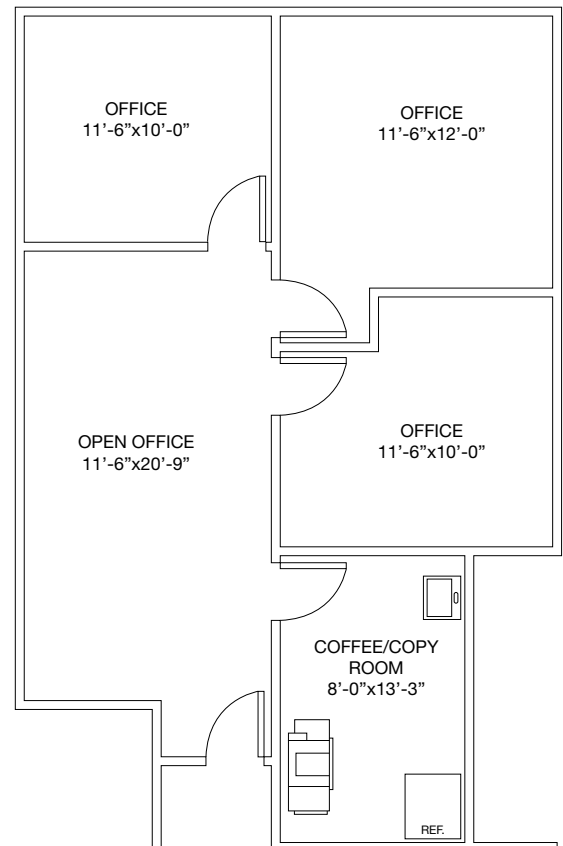 OFFICE
11’-6”x10’-0”
OFFICE
11’-6”x12’-0”
OPEN OFFICE
11’-6”x20’-9”
OFFICE
11’-6”x10’-0”
COFFEE/COPY
ROOM
8’-0”x13’-3”
REF.